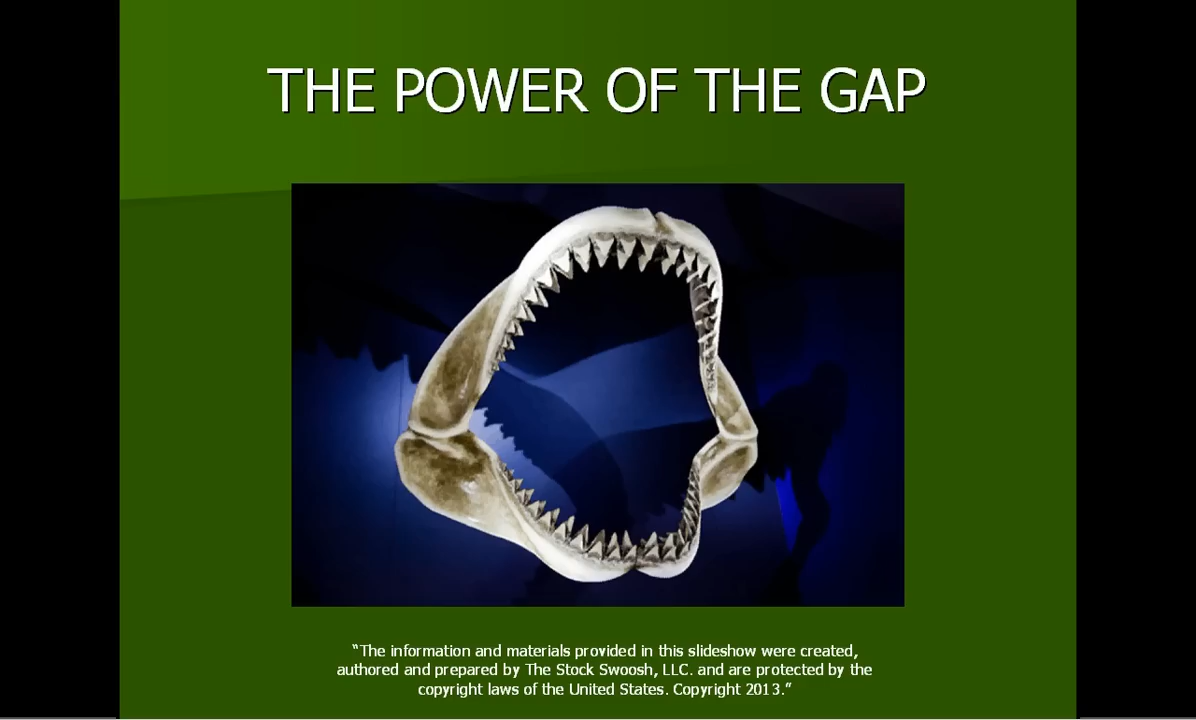 THE POWER OF THE GAP
“The information and materials provided in this slideshow were created,
authored and prepared by The Stock Swoosh, LLC. and are protected by the
copyright laws of the United States. Copyright 2013.”